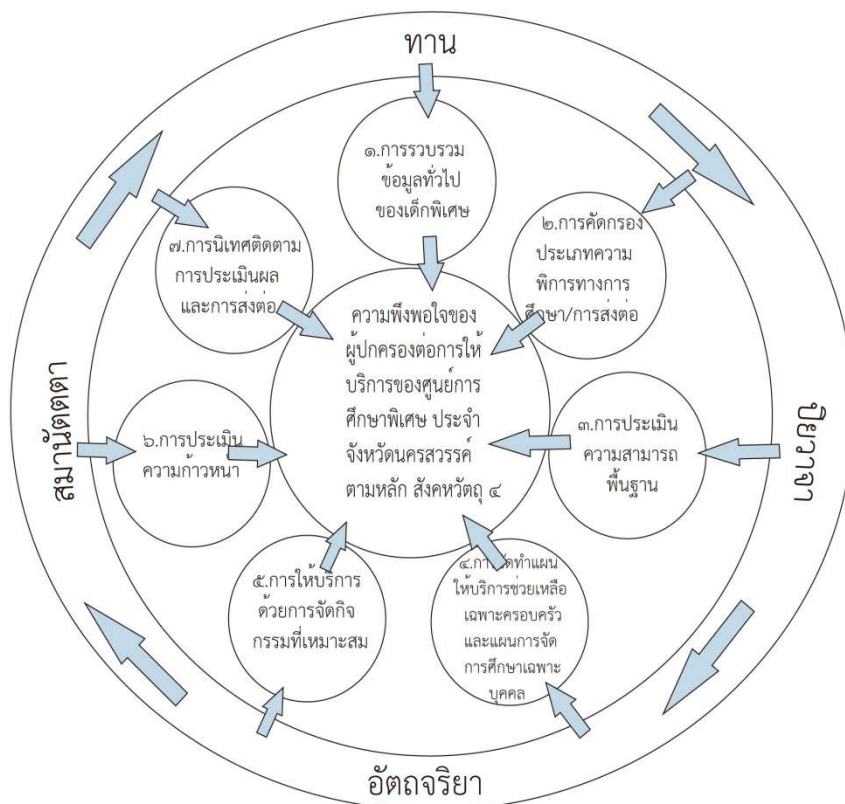 ทาน
๑.การรวบรวม
ข้อมูลทั่วไป
ของเด็กพิเศษ
๒.การคัดกรอง
ประเภทความ
พิการทางการ
ศึกษา/การส่งต่อ
ปิยวาจา
๓.การประเมิน
ความสามารถ
พื้นฐาน
๔.การจัดทำแผน
ให้บริการช่วยเหลือ
เฉพาะครอบครัว
และแผนการจัด
การศึกษาเฉพาะ
บุคคล
อัตถจริยา
๕.การให้บริการ
ด้วยการจัดกิจ
กรรมที่เหมาะสม
สมานัตตตา
๖.การประเมิน
ความก้าวหน้า
๗.การนิเทศติดตาม
การประเมินผล
และการส่งต่อ
ความพึงพอใจของ
ผู้ปกครองต่อการให้
บริการของศูนย์การ
ศึกษาพิเศษ ประจำ
จังหวัดนครสวรรค์
ตามหลัก สังคหวัตถุ ๔